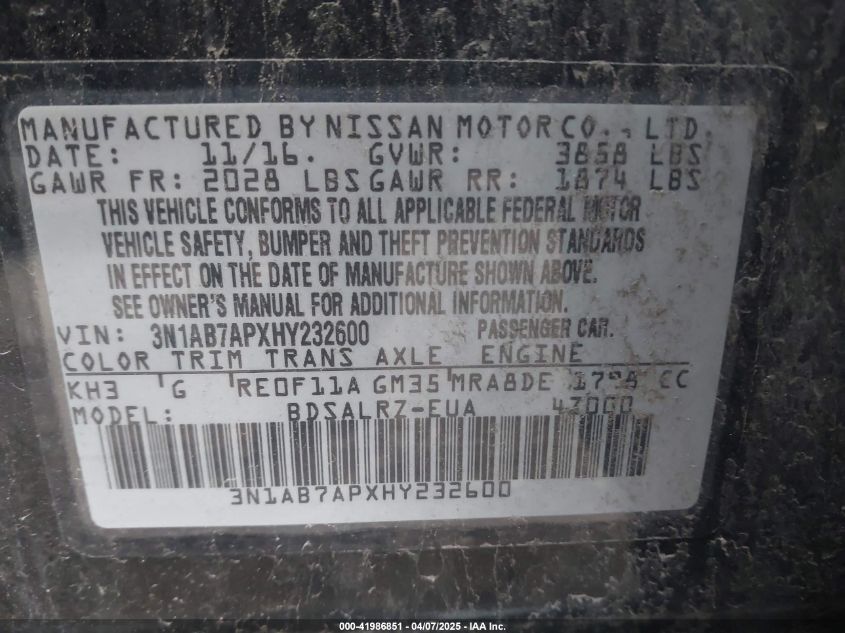 MANUFACTURED BY NISSAN MOTOR CO., LTD.
DATE: 11/16. GVWR: 3858 LBS
GAWR FR: 2028 LBS GAWR RR: 1874 LBS
THIS VEHICLE CONFORMS TO ALL APPLICABLE FEDERAL MOTOR
VEHICLE SAFETY, BUMPER AND THEFT PREVENTION STANDARDS
IN EFFECT ON THE DATE OF MANUFACTURE SHOWN ABOVE.
SEE OWNER'S MANUAL FOR ADDITIONAL INFORMATION.
VIN: 3N1AB7APXHY232600 PASSENGER CAR.
COLOR TRIM TRANS AXLE ENGINE
KH3 G RE0F11A GM35 MRA8DE 1798 CC
MODEL: BDSALRZ-EUA
3N1AB7APXHY232600
000-41986851 - 04/07/2025 - IAA Inc.